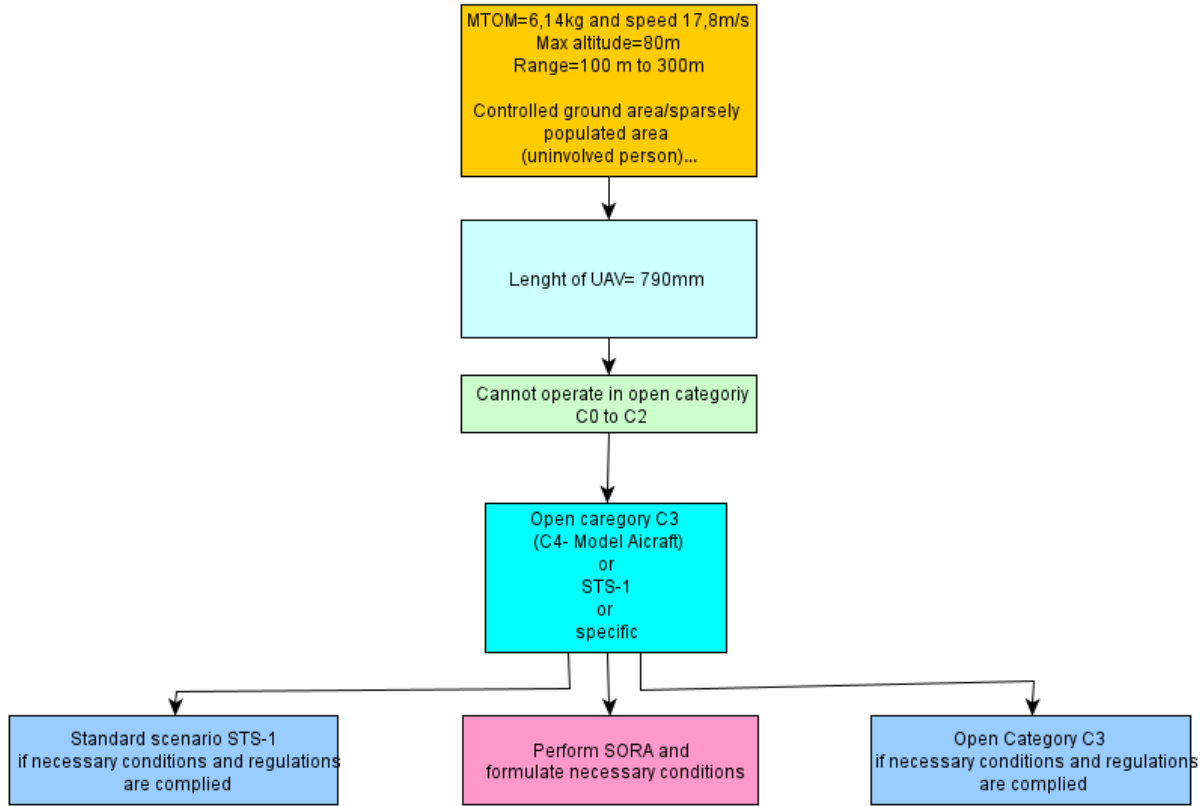 MTOM=6,14kg and speed 17,8m/s
Max altitude=80m
Range=100 m to 300m
Controlled ground area/sparsely
populated area
(uninvolved person)...
Lenght of UAV= 790mm
Cannot operate in open categoriy
C0 to C2
Open caregory C3
(C4- Model Aicraft)
or
STS-1
or
specific
Standard scenario STS-1
if necessary conditions and regulations
are complied
Perform SORA and
formulate necessary conditions
Open Category C3
if necessary conditions and regulations
are complied